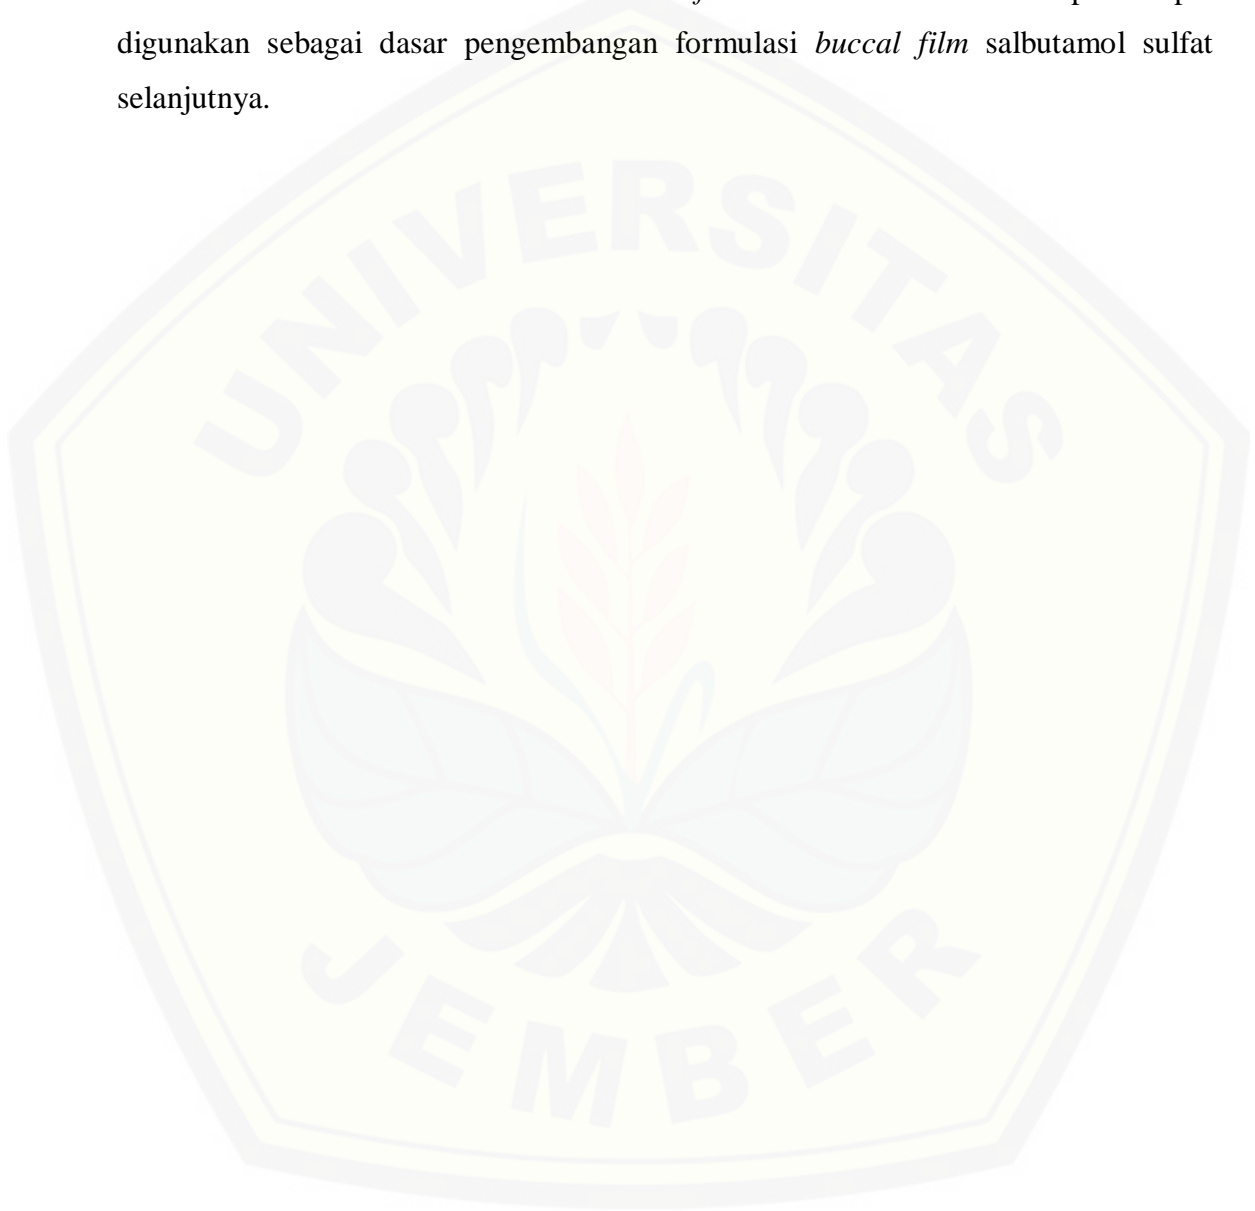 digunakan sebagai dasar pengembangan formulasi buccal film salbutamol sulfat
selanjutnya.
UNIVERSITAS
JEMBER